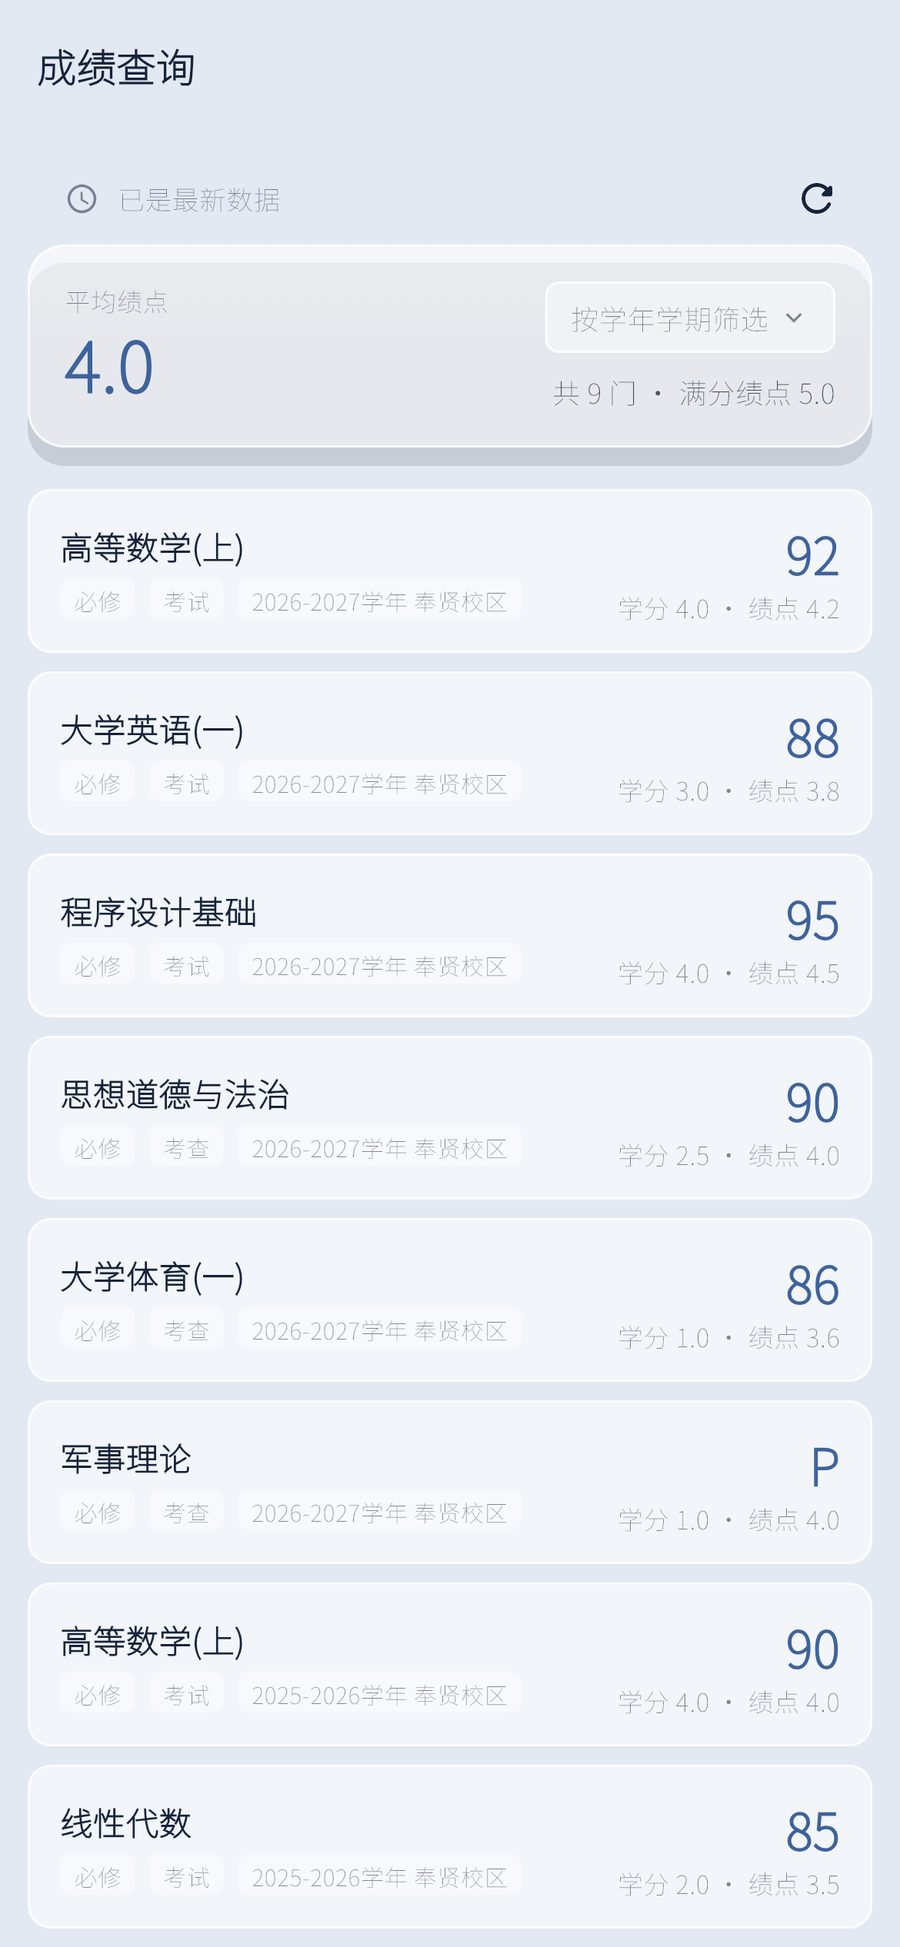 成绩查询
已是最新数据
平均绩点
4.0
按学年学期筛选
共 9 门 · 满分绩点 5.0
高等数学(上)
92
必修 考试 2026-2027学年 奉贤校区
学分 4.0 · 绩点 4.2
大学英语(一)
88
必修 考试 2026-2027学年 奉贤校区
学分 3.0 · 绩点 3.8
程序设计基础
95
必修 考试 2026-2027学年 奉贤校区
学分 4.0 · 绩点 4.5
思想道德与法治
90
必修 考查 2026-2027学年 奉贤校区
学分 2.5 · 绩点 4.0
大学体育(一)
86
必修 考查 2026-2027学年 奉贤校区
学分 1.0 · 绩点 3.6
军事理论
P
必修 考查 2026-2027学年 奉贤校区
学分 1.0 · 绩点 4.0
高等数学(上)
90
必修 考试 2025-2026学年 奉贤校区
学分 4.0 · 绩点 4.0
线性代数
85
必修 考试 2025-2026学年 奉贤校区
学分 2.0 · 绩点 3.5